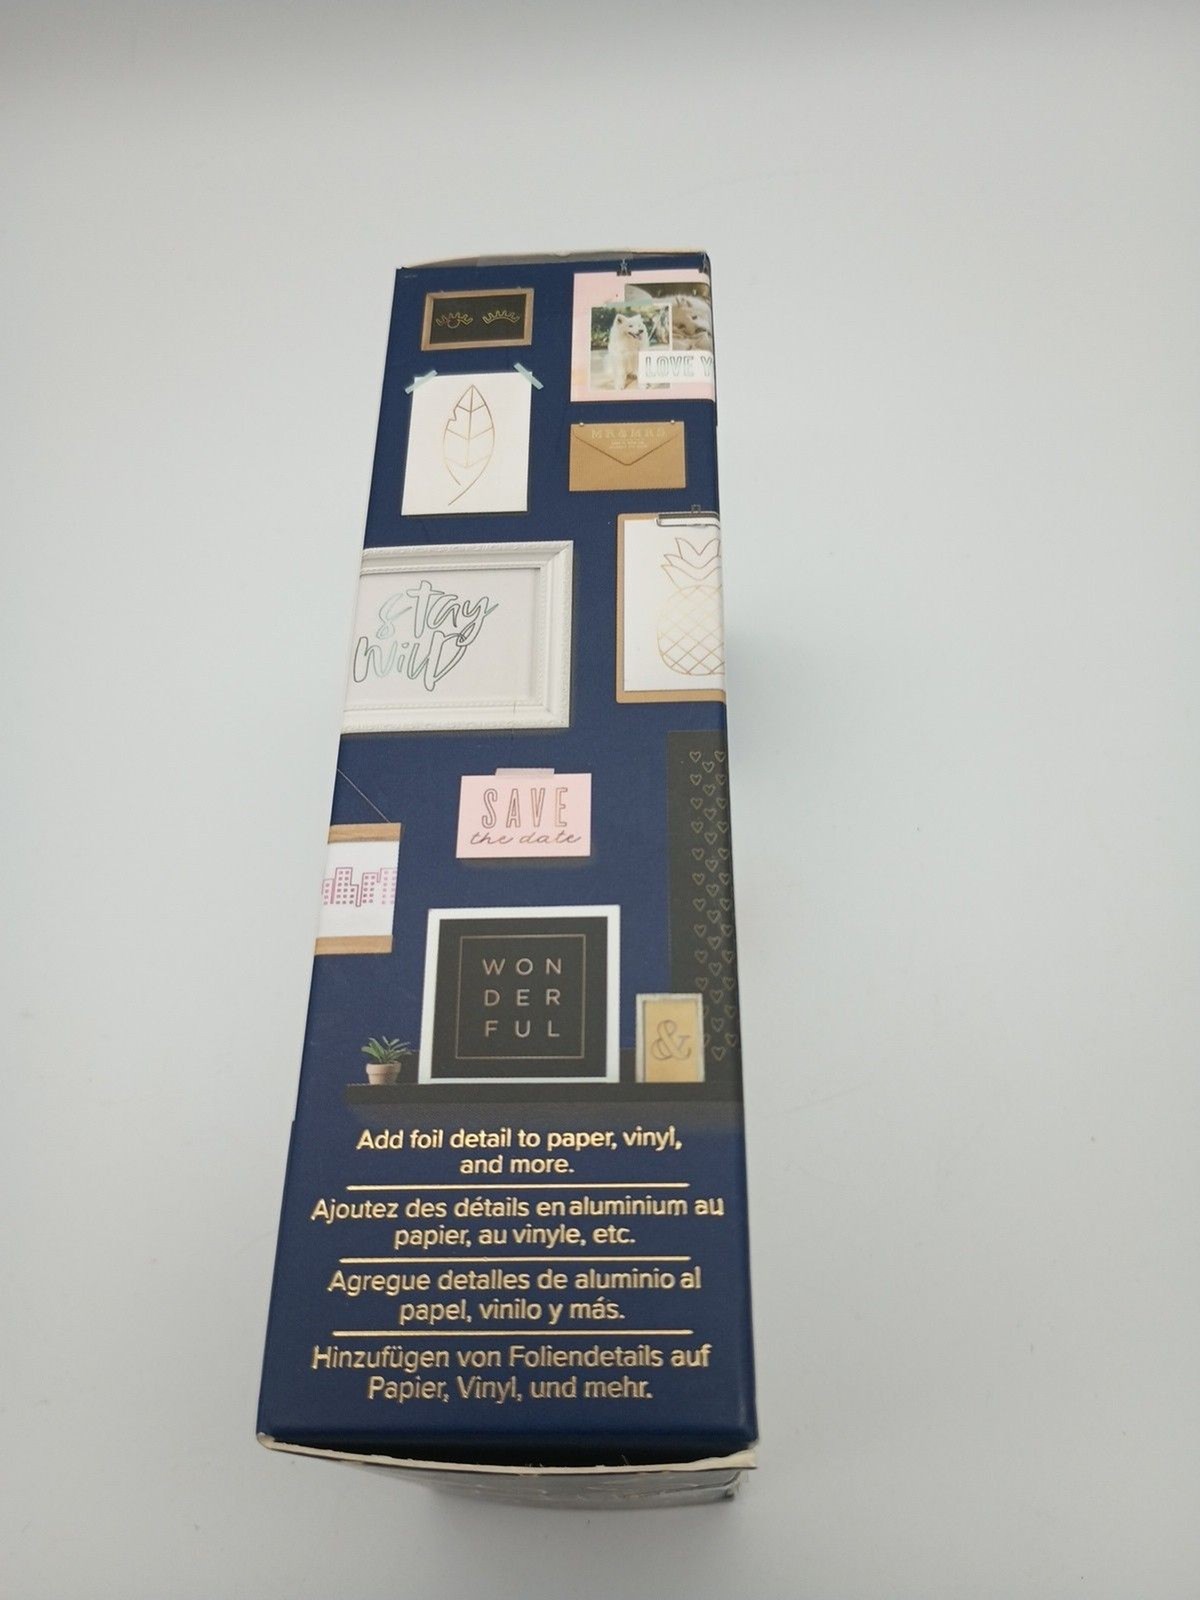 LOVE Y
MR & MRS
stay
wild
SAVE
the date
WON
DER
FUL
&
Add foil detail to paper, vinyl,
and more.
Ajoutez des détails en aluminium au
papier, au vinyle, etc.
Agregue detalles de aluminio al
papel, vinilo y más.
Hinzufügen von Foliendetails auf
Papier, Vinyl, und mehr.